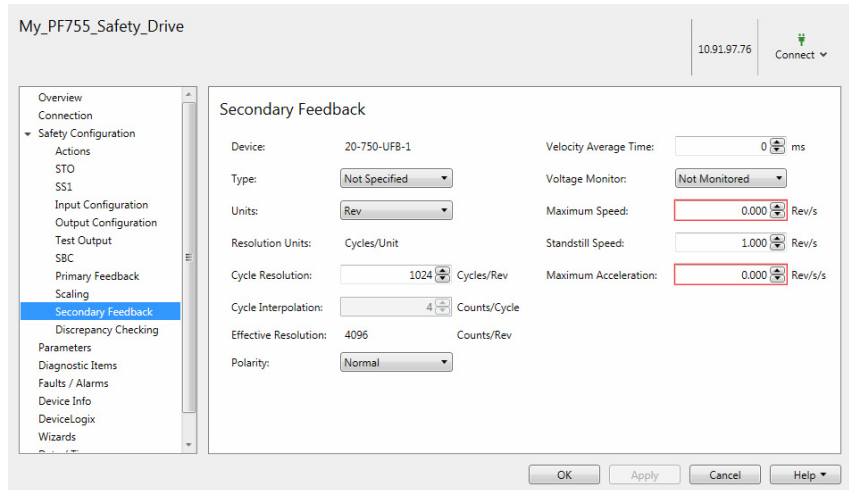 My_PF755_Safety_Drive
10.91.97.76
Connect
Overview
Connection
Safety Configuration
Actions
STO
SS1
Input Configuration
Output Configuration
Test Output
SBC
Primary Feedback
Scaling
Secondary Feedback
Discrepancy Checking
Parameters
Diagnostic Items
Faults / Alarms
Device Info
DeviceLogix
Wizards
Secondary Feedback
Device: 20-750-UFB-1
Type: Not Specified
Units: Rev
Resolution Units: Cycles/Unit
Cycle Resolution: 1024 Cycles/Rev
Cycle Interpolation: 4 Counts/Cycle
Effective Resolution: 4096 Counts/Rev
Polarity: Normal
Velocity Average Time: 0 ms
Voltage Monitor: Not Monitored
Maximum Speed: 0.000 Rev/s
Standstill Speed: 1.000 Rev/s
Maximum Acceleration: 0.000 Rev/s/s
OK Apply Cancel Help